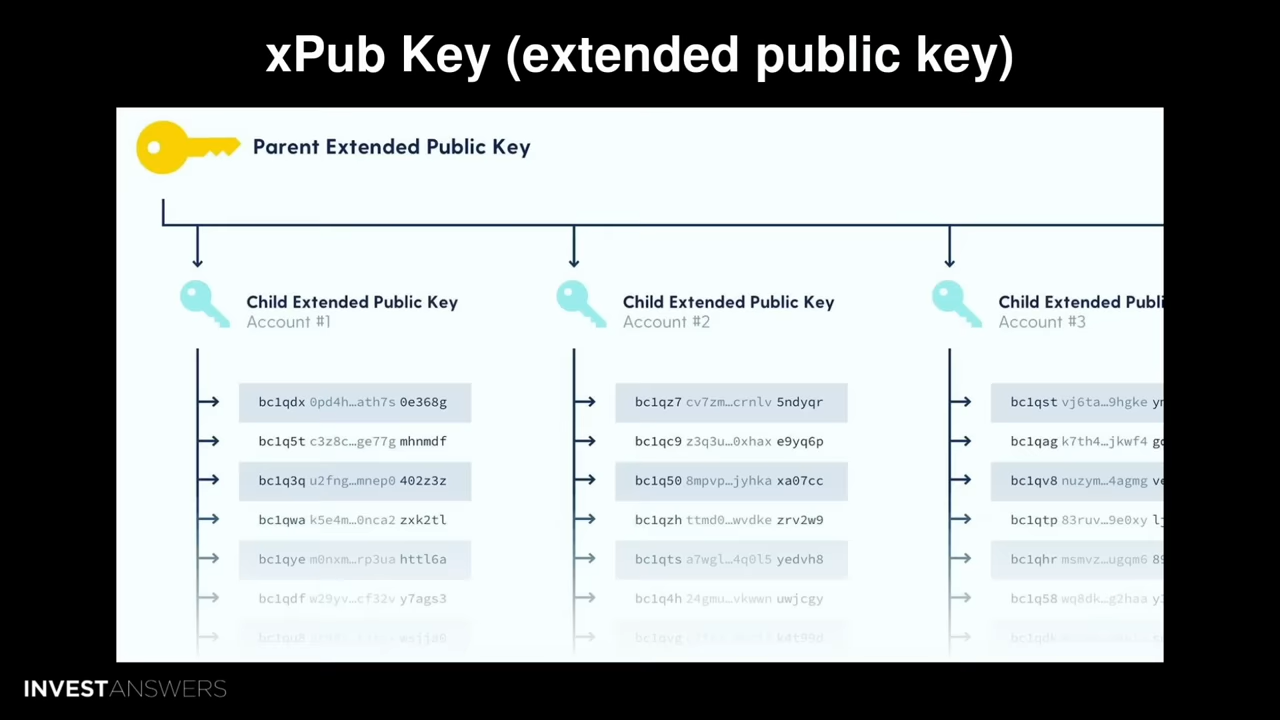 xPub Key (extended public key)
Parent Extended Public Key
Child Extended Public Key
Account #1
bc1qdx 0pd4h…ath7s 0e368g
bc1q5t c3z8c…ge77g mhnmdf
bc1q3q u2fng…mnep0 402z3z
bc1qwa k5e4m…0nca2 zxk2tl
bc1qye m0nxm…rp3ua httl6a
bc1qdf w29yv…cf32v y7ags3
Child Extended Public Key
Account #2
bc1qz7 cv7zm…crnlv 5ndyqr
bc1qc9 z3q3u…0xhax e9yq6p
bc1q50 8mpvp…jyhka xa07cc
bc1qzh ttmd0…wvdke zrv2w9
bc1qts a7wgl…4q0l5 yedvh8
bc1q4h 24gmu…vkwwn uwjcgy
Child Extended Publi
Account #3
bc1qst vj6ta…9hgke
bc1qag k7th4…jkwf4
bc1qv8 nuzym…4agmg
bc1qtp 83ruv…9e0xy
bc1qhr msmvz…ugqm6
bc1q58 wq8dk…g2haa
INVESTANSWERS